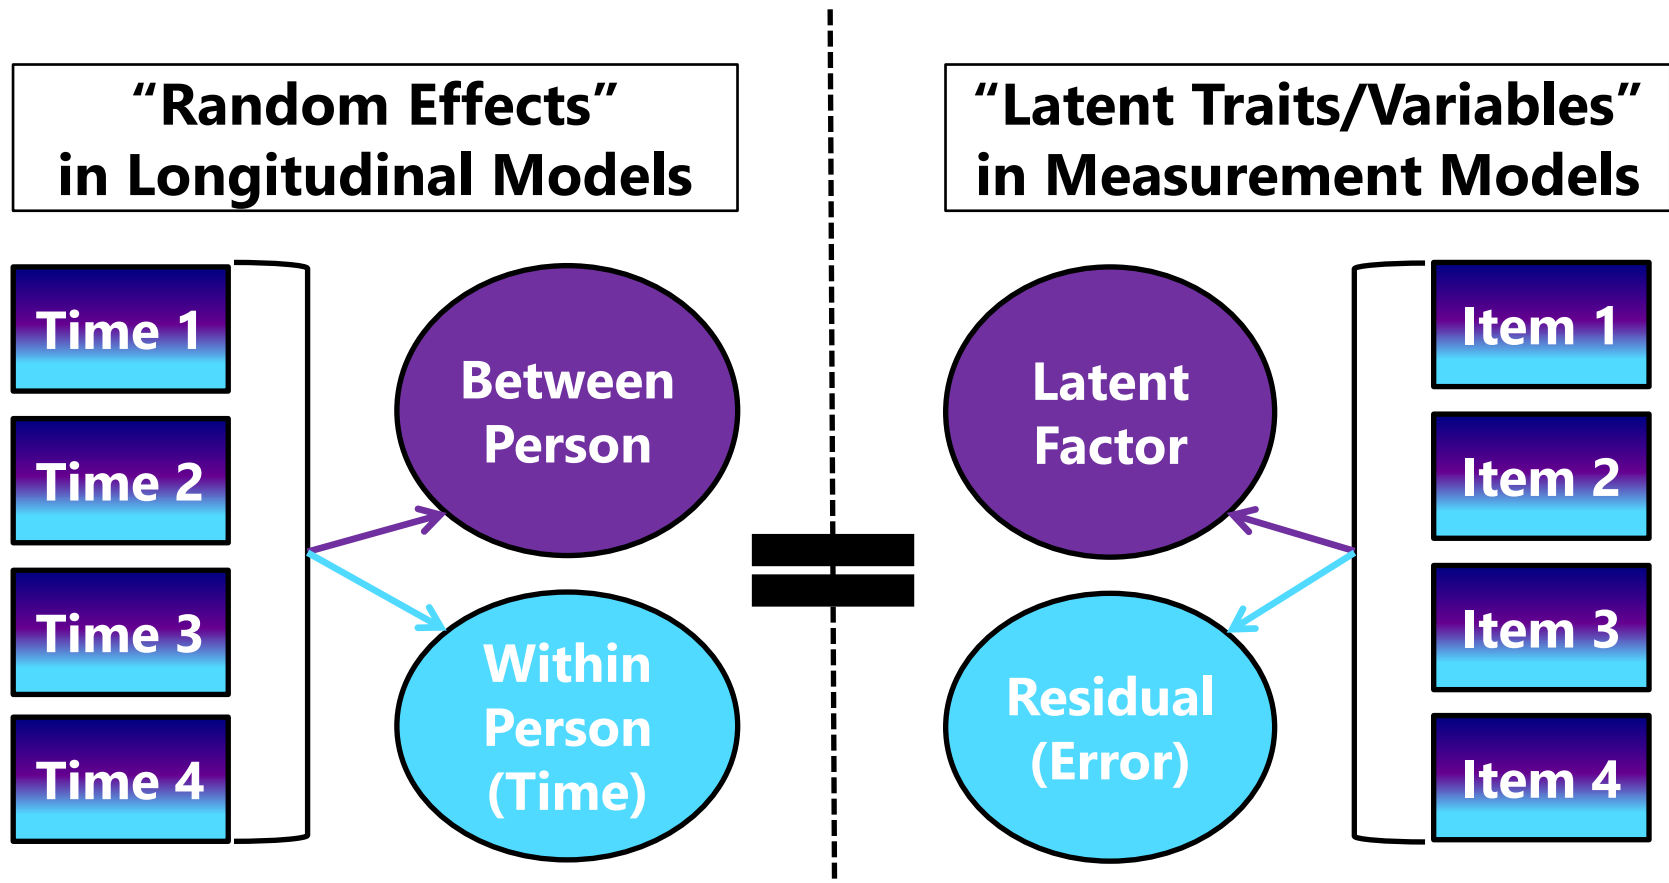 “Random Effects”
in Longitudinal Models
Time 1
Time 2
Time 3
Time 4
Between
Person
Within
Person
(Time)
“Latent Traits/Variables”
in Measurement Models
Latent
Factor
Residual
(Error)
Item 1
Item 2
Item 3
Item 4